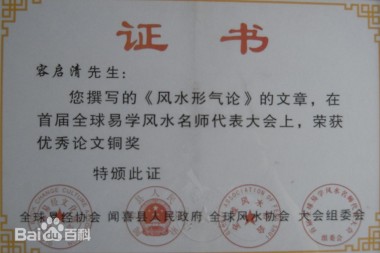 证书
容启清先生:
您撰写的《风水形气论》的文章,在
首届全球易学风水名师代表大会上,荣获
优秀论文铜奖
特颁此证
全球易经协会 闻喜县人民政府 全球风水协会 大会组委会
Baidu百科